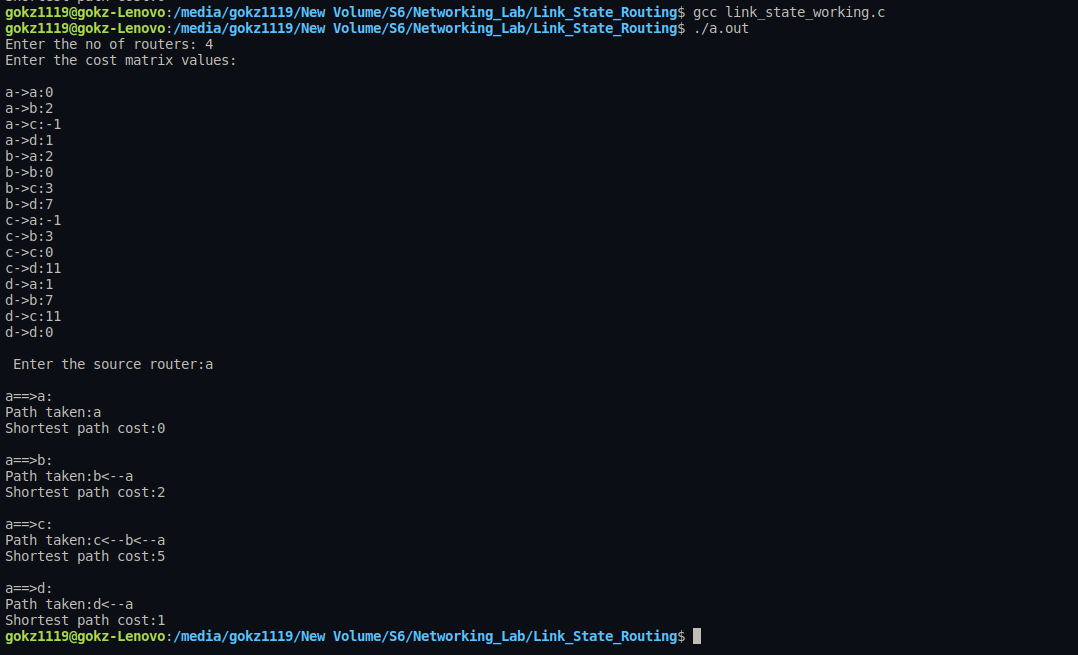 gokz1119@gokz-Lenovo:/media/gokz1119/New Volume/S6/Networking_Lab/Link_State_Routing$ gcc link_state_working.c
gokz1119@gokz-Lenovo:/media/gokz1119/New Volume/S6/Networking_Lab/Link_State_Routing$ ./a.out
Enter the no of routers: 4
Enter the cost matrix values:
a->a:0
a->b:2
a->c:-1
a->d:1
b->a:2
b->b:0
b->c:3
b->d:7
c->a:-1
c->b:3
c->c:0
c->d:11
d->a:1
d->b:7
d->c:11
d->d:0
Enter the source router:a
a==>a:
Path taken:a
Shortest path cost:0
a==>b:
Path taken:b<--a
Shortest path cost:2
a==>c:
Path taken:c<--b<--a
Shortest path cost:5
a==>d:
Path taken:d<--a
Shortest path cost:1
gokz1119@gokz-Lenovo:/media/gokz1119/New Volume/S6/Networking_Lab/Link_State_Routing$